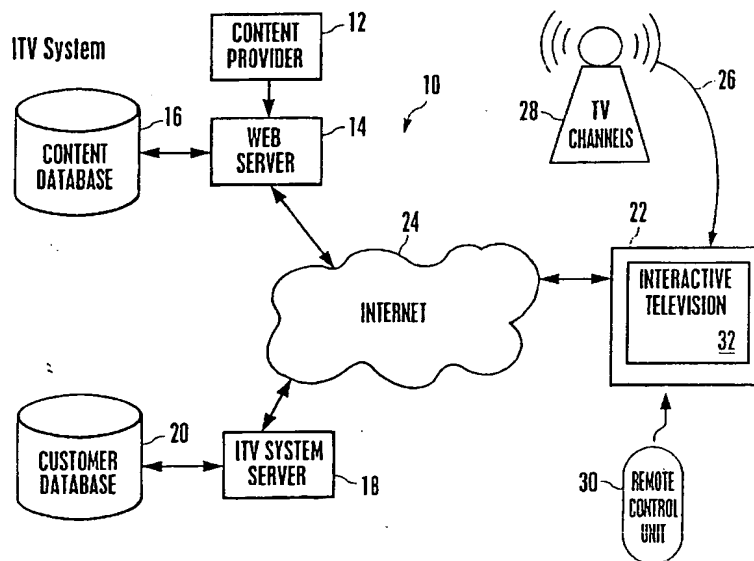 ITV System
CONTENT
PROVIDER
12
10
16
CONTENT
DATABASE
WEB
SERVER
14
28
TV
CHANNELS
26
24
INTERNET
22
INTERACTIVE
TELEVISION
32
20
CUSTOMER
DATABASE
ITV SYSTEM
SERVER
18
30
REMOTE
CONTROL
UNIT